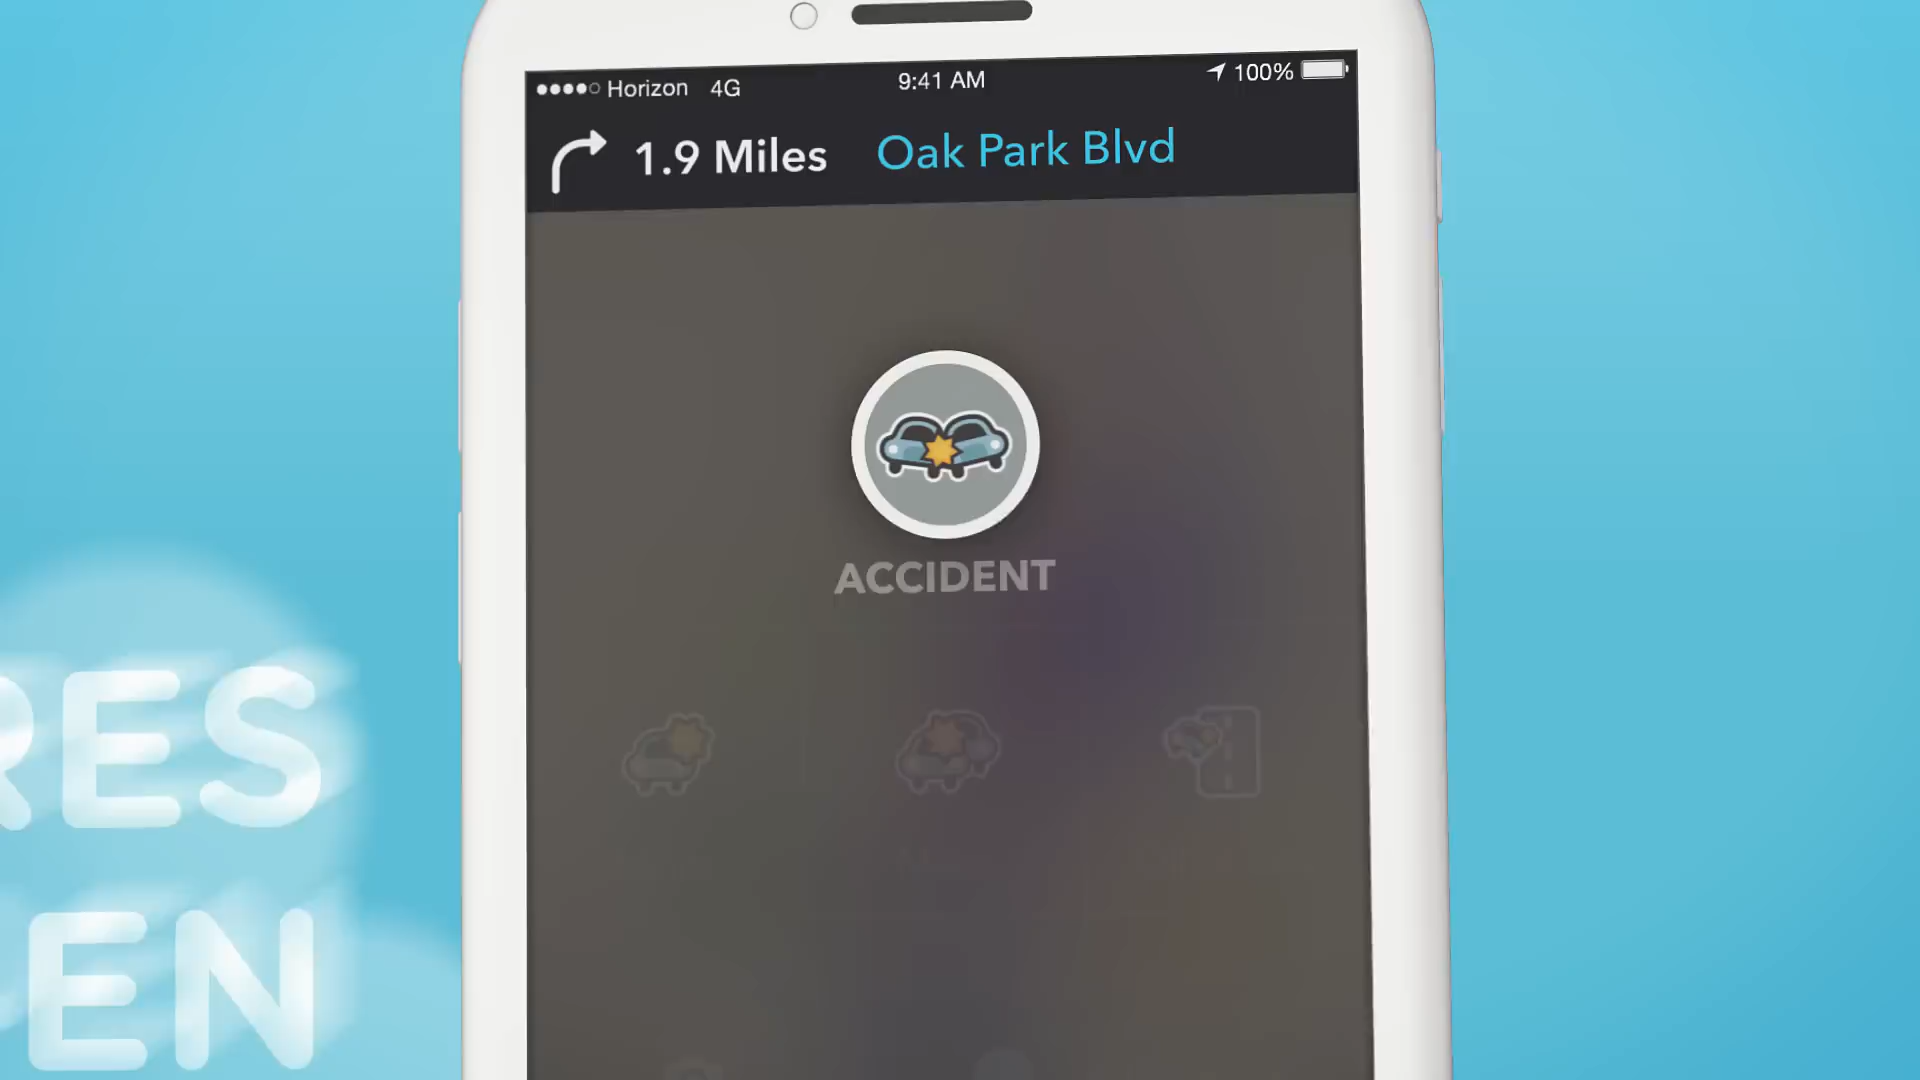 Horizon 4G 9:41 AM 100%
1.9 Miles Oak Park Blvd
ACCIDENT
RES
EN